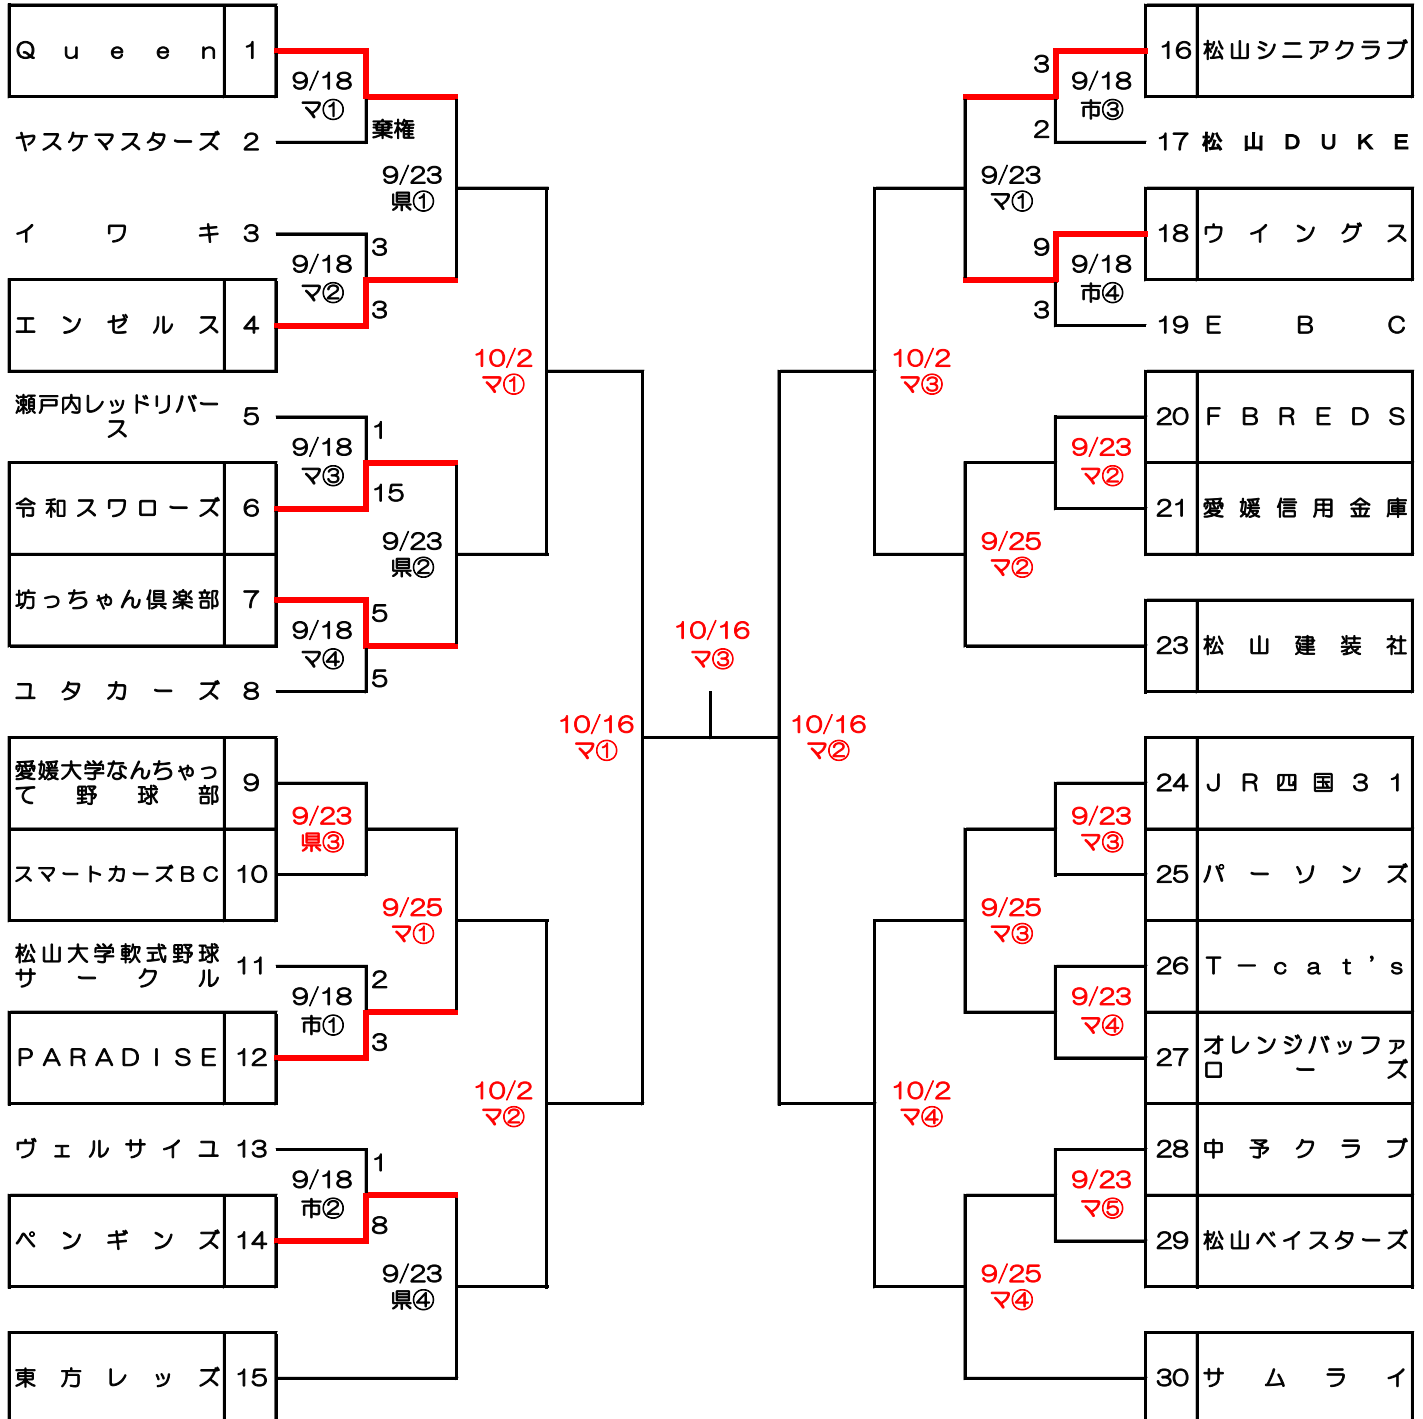 Queen 1
9/18
マ①
ヤスケマスターズ 2
棄権
9/23
県①
イワキ 3
3
9/18
マ②
エンゼルス 4
3
10/2
マ①
瀬戸内レッドリバー
ス
5
1
9/18
マ③
令和スワローズ 6
15
9/23
県②
坊っちゃん倶楽部 7
5
9/18
マ④
ユタカーズ 8
5
10/16
マ①
愛媛大学なんちゃっ
て野球部
9
9/23
県③
スマートカーズBC 10
9/25
マ①
松山大学軟式野球
サークル
11
2
9/18
市①
PARADISE 12
3
10/2
マ②
ヴェルサイユ 13
1
9/18
市②
ペンギンズ 14
8
9/23
県④
東方レッズ 15
10/16
マ③
16 松山シニアクラブ
3
9/18
市③
2
17 松山DUKE
9/23
マ①
18 ウイングス
9
9/18
市④
3
19 EBC
10/2
マ③
20 FBREDS
9/23
マ②
21 愛媛信用金庫
9/25
マ②
23 松山建装社
10/16
マ②
24 JR四国31
9/23
マ③
25 パーソンズ
9/25
マ③
26 T－cat's
9/23
マ④
27
オレンジバッファ
ローズ
10/2
マ④
28 中予クラブ
9/23
マ⑤
29 松山ベイスターズ
9/25
マ④
30 サムライ